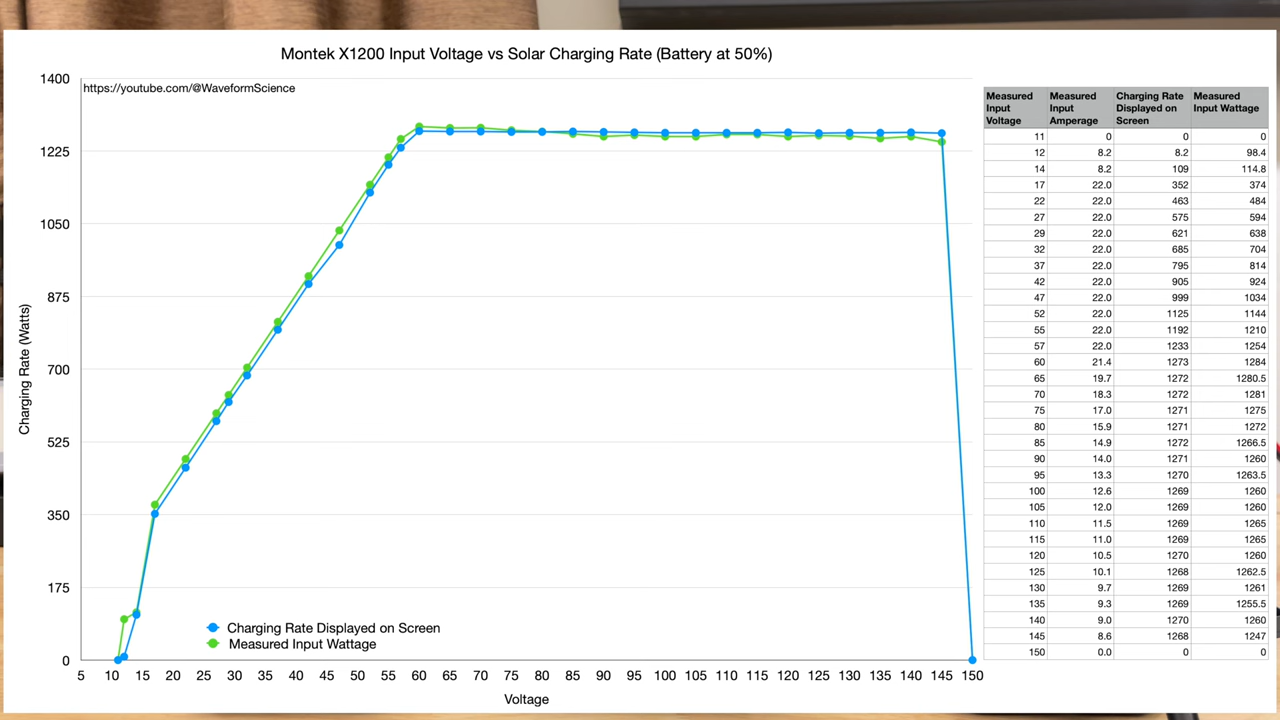 Montek X1200 Input Voltage vs Solar Charging Rate (Battery at 50%)
https://youtube.com/@WaveformScience
Charging Rate (Watts)
1400
1225
1050
875
700
525
350
175
0
5 10 15 20 25 30 35 40 45 50 55 60 65 70 75 80 85 90 95 100 105 110 115 120 125 130 135 140 145 150
Voltage
Charging Rate Displayed on Screen
Measured Input Wattage
Measured Input Voltage Measured Input Amperage Charging Rate Displayed on Screen Measured Input Wattage
11 0 0 0
12 8.2 8.2 98.4
14 8.2 109 114.8
17 22.0 352 374
22 22.0 463 484
27 22.0 575 594
29 22.0 621 638
32 22.0 685 704
37 22.0 795 814
42 22.0 905 924
47 22.0 999 1034
52 22.0 1125 1144
55 22.0 1192 1210
57 22.0 1233 1254
60 21.4 1273 1284
65 19.7 1272 1280.5
70 18.3 1272 1281
75 17.0 1271 1275
80 15.9 1271 1272
85 14.9 1272 1266.5
90 14.0 1271 1260
95 13.3 1270 1263.5
100 12.6 1269 1260
105 12.0 1269 1260
110 11.5 1269 1265
115 11.0 1269 1265
120 10.5 1270 1260
125 10.1 1268 1262.5
130 9.7 1269 1261
135 9.3 1269 1255.5
140 9.0 1270 1260
145 8.6 1268 1247
150 0.0 0 0